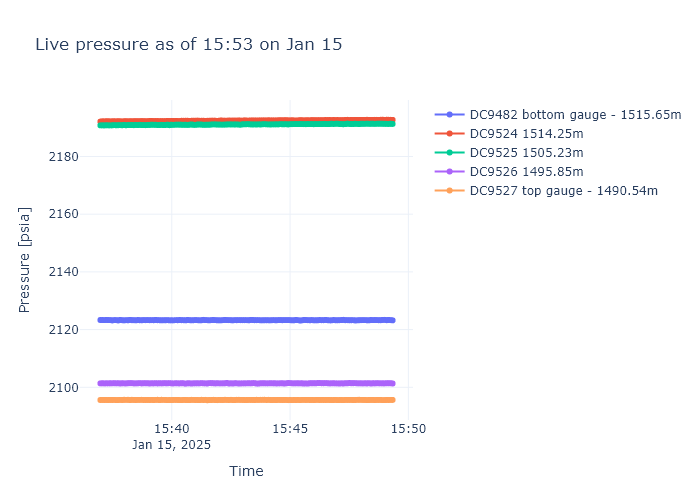 Live pressure as of 15:53 on Jan 15
DC9482 bottom gauge - 1515.65m
DC9524 1514.25m
DC9525 1505.23m
DC9526 1495.85m
DC9527 top gauge - 1490.54m
Pressure [psia]
2180
2160
2140
2120
2100
15:40
Jan 15, 2025
15:45
15:50
Time